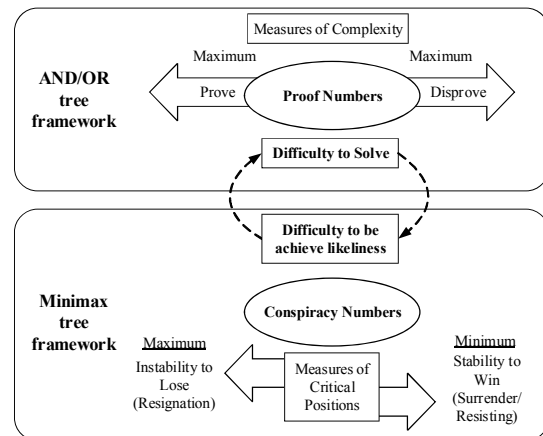 Measures of Complexity
Maximum
Maximum
AND/OR
tree
framework
Prove
Proof Numbers
Disprove
Difficulty to Solve
Difficulty to be
achieve likeliness
Minimax
tree
framework
Conspiracy Numbers
Maximum
Instability to
Lose
(Resignation)
Measures of
Critical
Positions
Minimum
Stability to
Win
(Surrender/
Resisting)